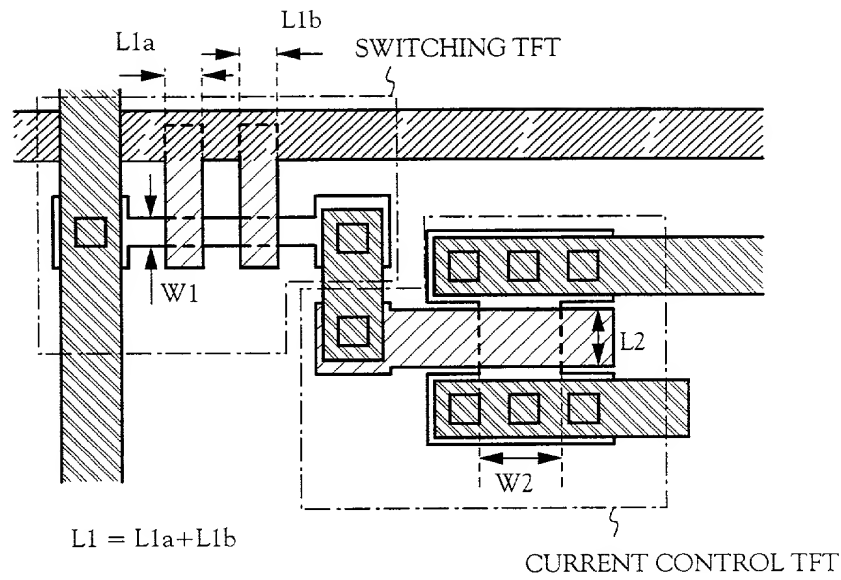 L1a
L1b
SWITCHING TFT
W1
L2
W2
L1 = L1a+L1b
CURRENT CONTROL TFT